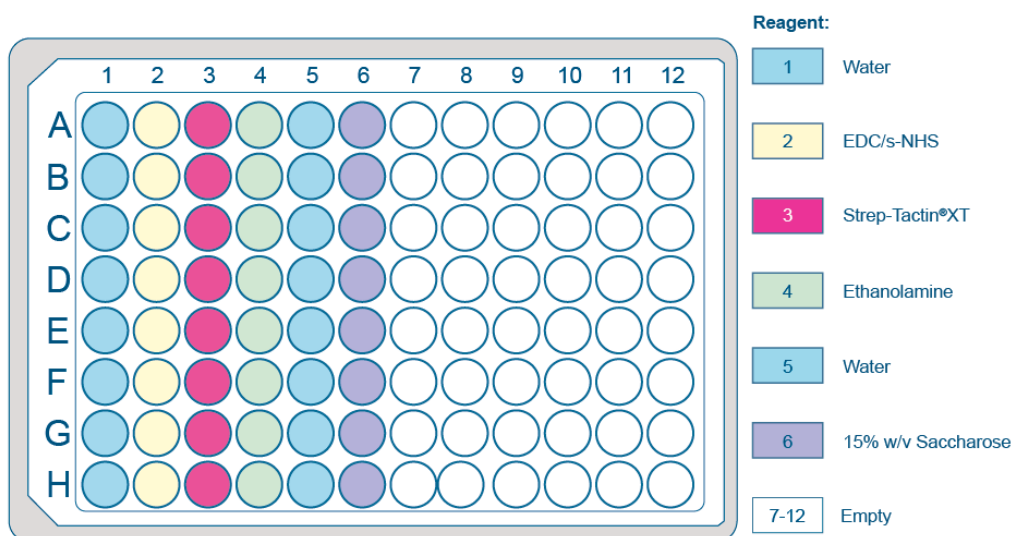 Reagent:
1 2 3 4 5 6 7 8 9 10 11 12
A
B
C
D
E
F
G
H
1 Water
2 EDC/s-NHS
3 Strep-Tactin®XT
4 Ethanolamine
5 Water
6 15% w/v Saccharose
7-12 Empty